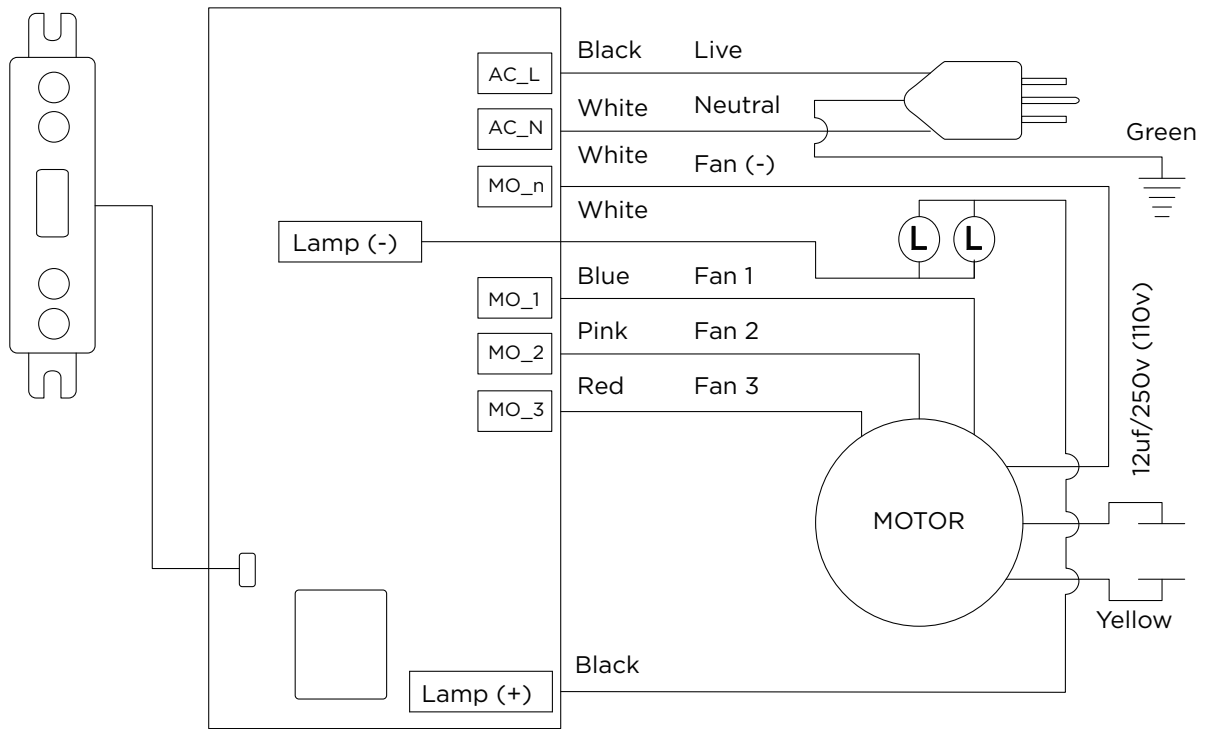 Black Live
AC_L
White Neutral
AC_N
Green
White Fan (-)
MO_n
White
Lamp (-)
L L
Blue Fan 1
MO_1
Pink Fan 2
MO_2
Red Fan 3
MO_3
12uf/250v (110v)
MOTOR
Yellow
Black
Lamp (+)